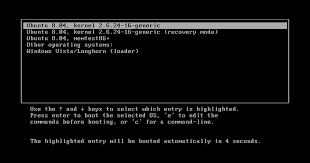 Ubuntu 8.04, kernel 2.6.24-16-generic
Ubuntu 8.04, kernel 2.6.24-16-generic (recovery mode)
Ubuntu 8.04, memtest86+
Other operating systems:
Windows Vista/Longhorn (loader)
Use the ↑ and ↓ keys to select which entry is highlighted.
Press enter to boot the selected OS, 'e' to edit the
commands before booting, or 'c' for a command-line.
The highlighted entry will be booted automatically in 4 seconds.